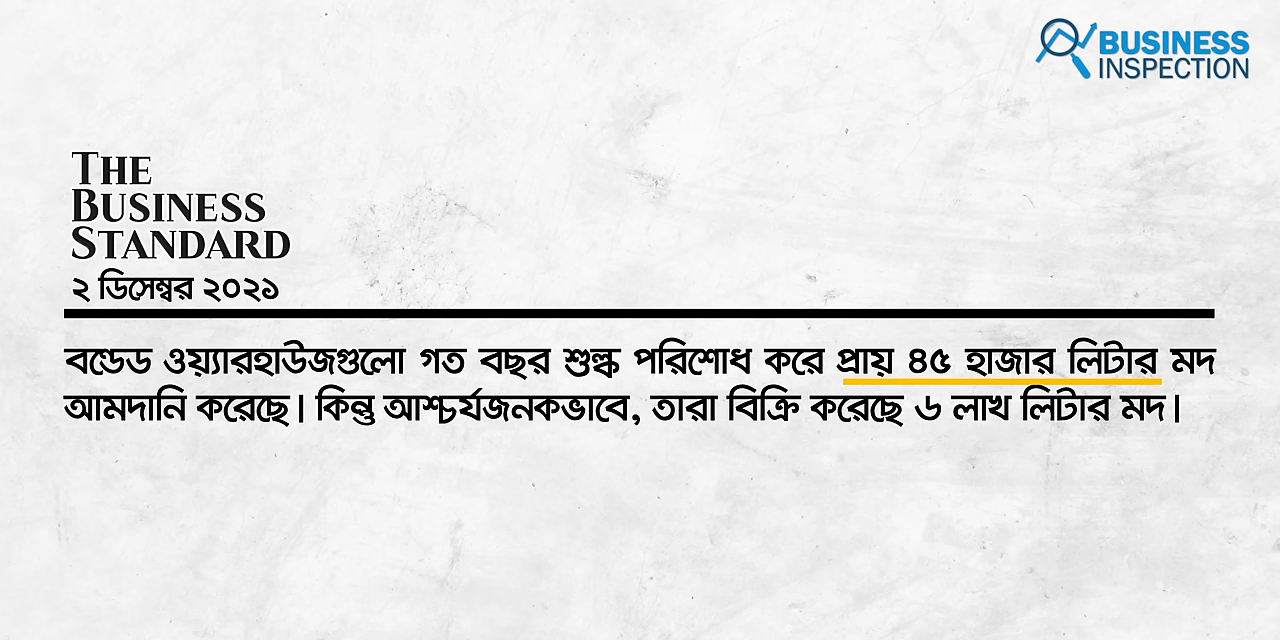 BUSINESS
INSPECTION
THE
BUSINESS
STANDARD
২ ডিসেম্বর ২০২১
বন্ডেড ওয়্যারহাউজগুলো গত বছর শুল্ক পরিশোধ করে প্রায় ৪৫ হাজার লিটার মদ
আমদানি করেছে। কিন্তু আশ্চর্যজনকভাবে, তারা বিক্রি করেছে ৬ লাখ লিটার মদ।